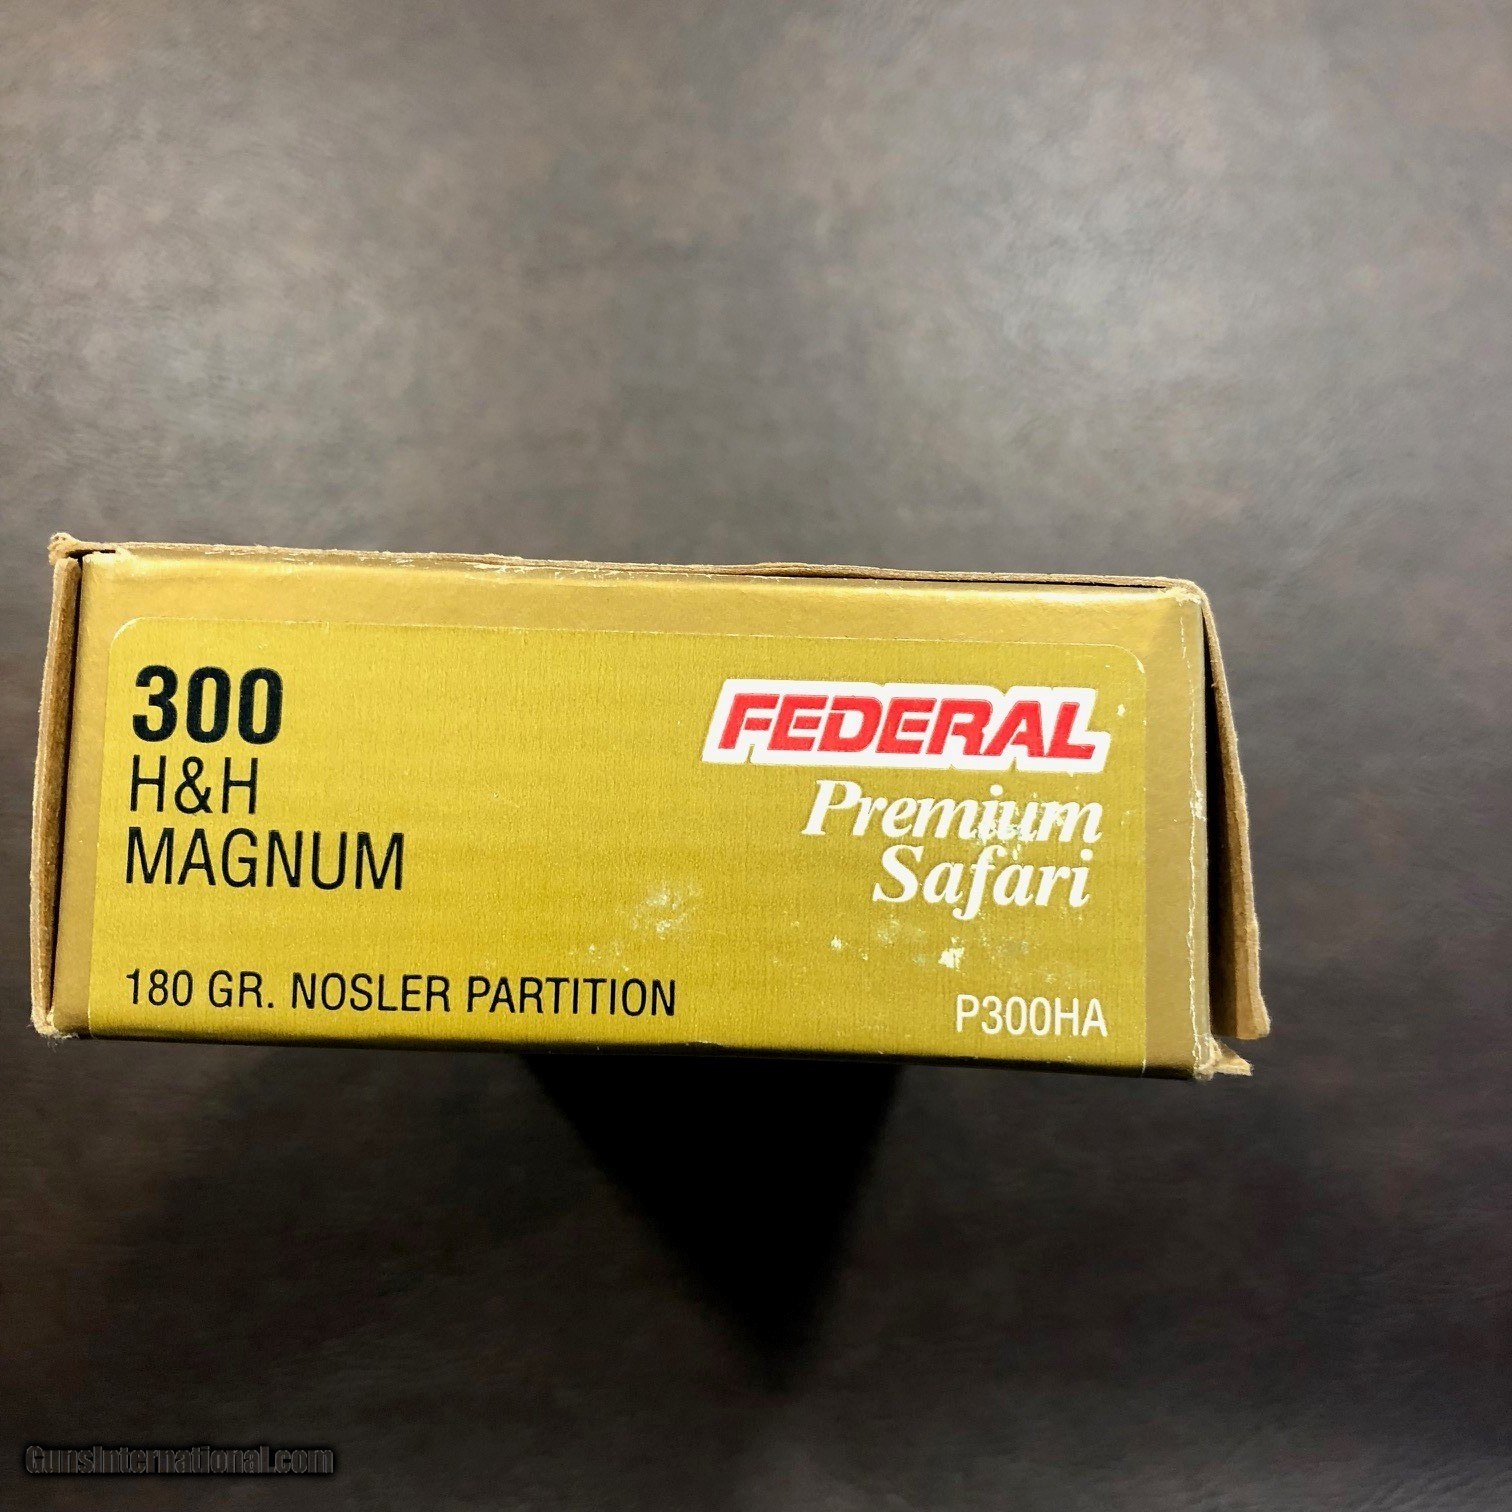 300
H&H
MAGNUM
180 GR. NOSLER PARTITION
FEDERAL
Premium
Safari
P300HA
GunsInternational.com